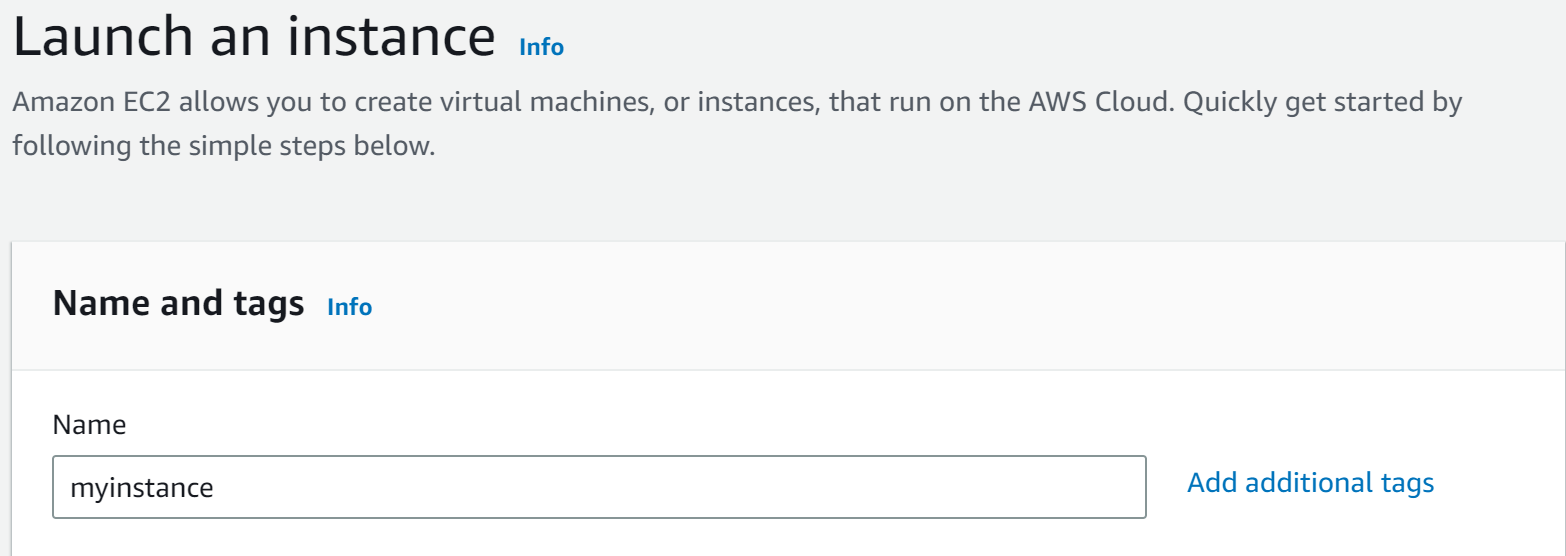 Launch an instance Info
Amazon EC2 allows you to create virtual machines, or instances, that run on the AWS Cloud. Quickly get started by
following the simple steps below.
Name and tags Info
Name
myinstance Add additional tags